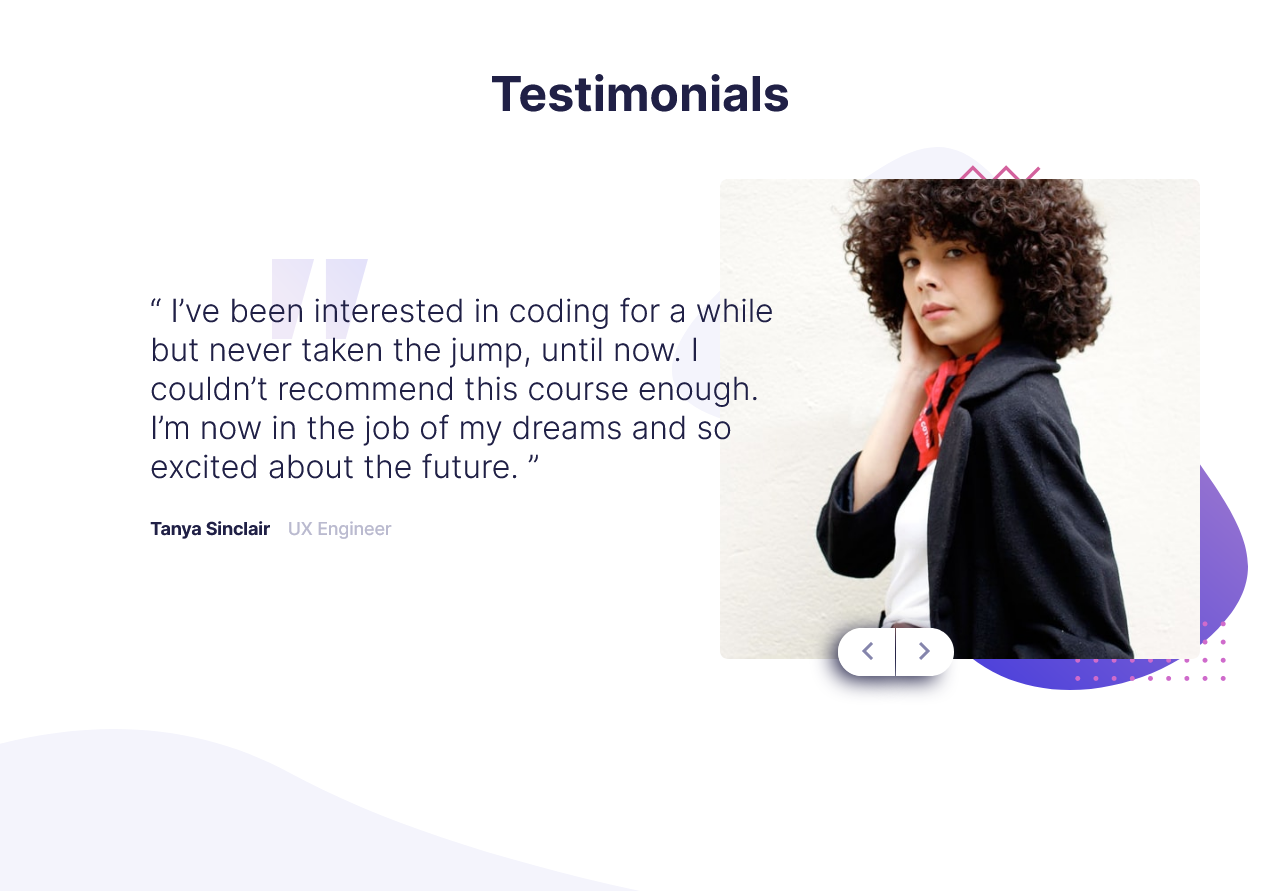 Testimonials
“ I’ve been interested in coding for a while
but never taken the jump, until now. I
couldn’t recommend this course enough.
I’m now in the job of my dreams and so
excited about the future. ”
Tanya Sinclair UX Engineer